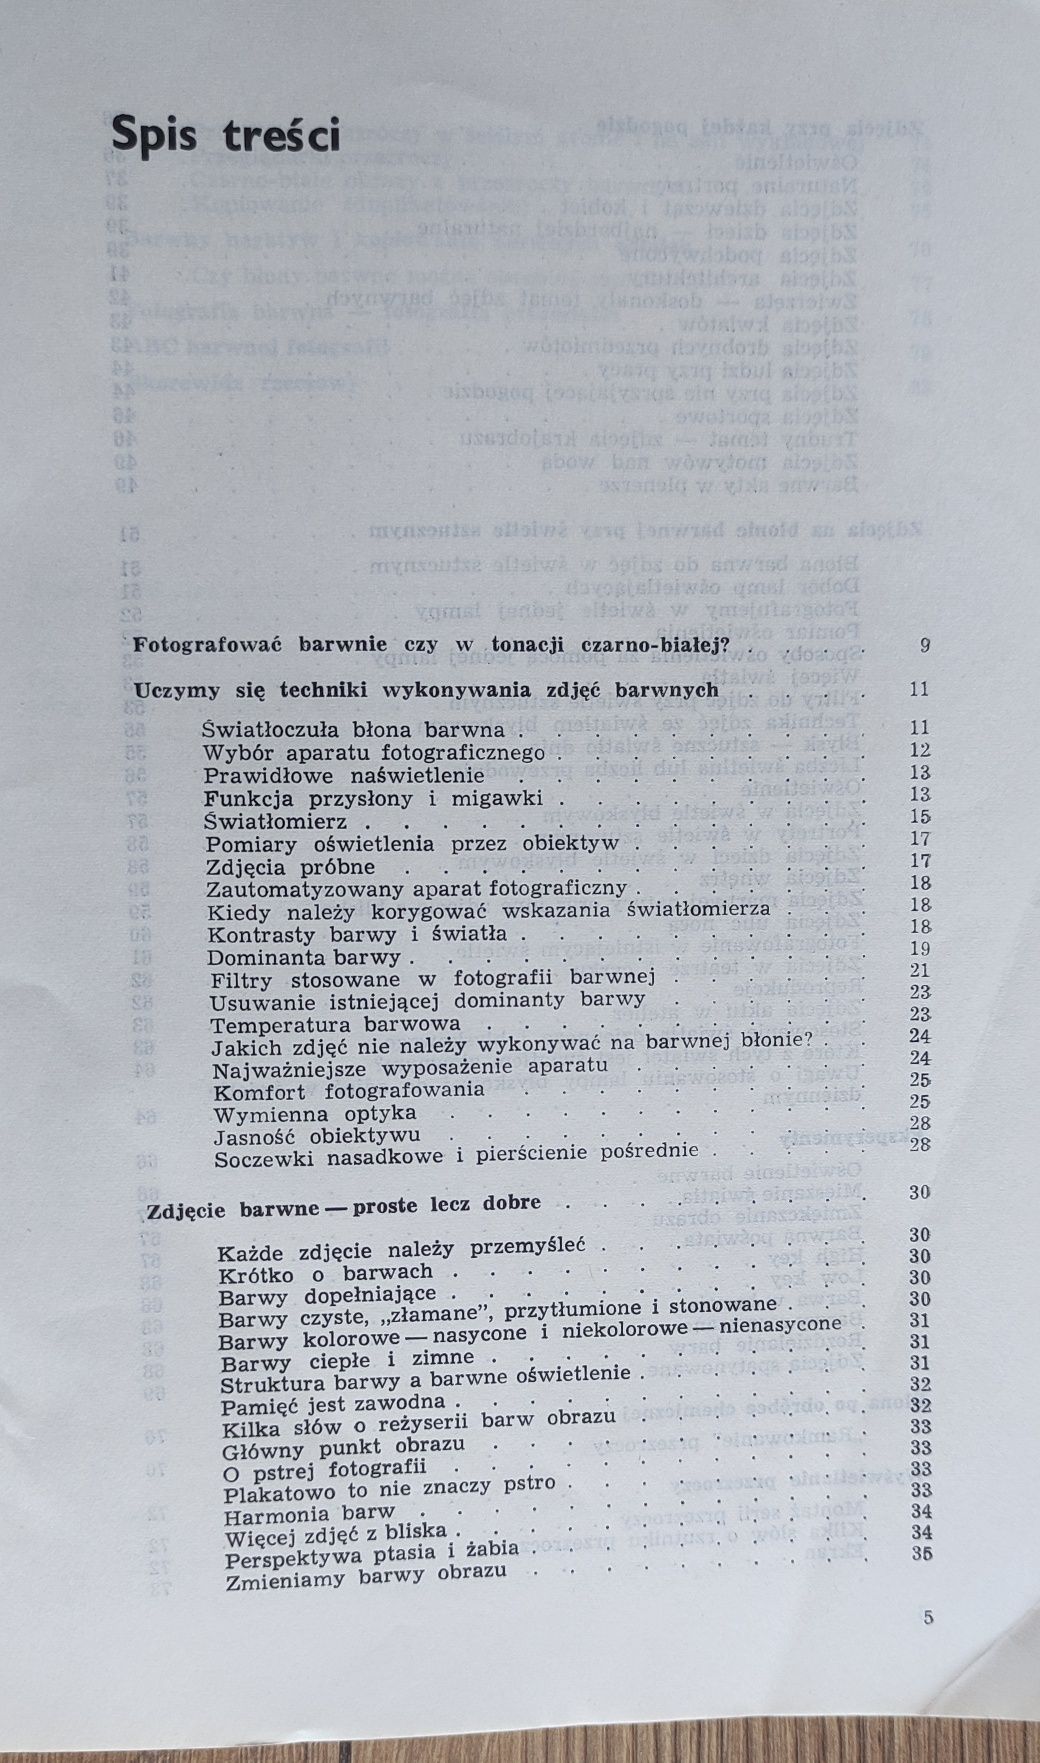 Spis treści
Fotografować barwnie czy w tonacji czarno-białej? . . . . 9
Uczymy się techniki wykonywania zdjęć barwnych . . . . 11
Światłoczuła błona barwna . . . . . . . . . . 11
Wybór aparatu fotograficznego . . . . . . . . . 12
Prawidłowe naświetlenie . . . . . . . . . . 13
Funkcja przysłony i migawki . . . . . . . . . 13
Światłomierz . . . . . . . . . . . . . . 15
Pomiary oświetlenia przez obiektyw . . . . . . . 17
Zdjęcia próbne . . . . . . . . . . . . . 17
Zautomatyzowany aparat fotograficzny . . . . . . . 18
Kiedy należy korygować wskazania światłomierza . . . 18
Kontrasty barwy i światła . . . . . . . . . . 18
Dominanta barwy . . . . . . . . . . . . . 19
Filtry stosowane w fotografii barwnej . . . . . . 21
Usuwanie istniejącej dominanty barwy . . . . . . 23
Temperatura barwowa . . . . . . . . . . . 23
Jakich zdjęć nie należy wykonywać na barwnej błonie? . . 24
Najważniejsze wyposażenie aparatu . . . . . . . 24
Komfort fotografowania . . . . . . . . . . 25
Wymienna optyka . . . . . . . . . . . . 25
Jasność obiektywu . . . . . . . . . . . . 28
Soczewki nasadkowe i pierścienie pośrednie . . . . . 28
Zdjęcie barwne — proste lecz dobre . . . . . . . . . 30
Każde zdjęcie należy przemyśleć . . . . . . . . 30
Krótko o barwach . . . . . . . . . . . . 30
Barwy dopełniające . . . . . . . . . . . . 30
Barwy czyste, „złamane”, przytłumione i stonowane . . . 30
Barwy kolorowe — nasycone i niekolorowe — nienasycone . 31
Barwy ciepłe i zimne . . . . . . . . . . . 31
Struktura barwy a barwne oświetlenie . . . . . . . 31
Pamięć jest zawodna . . . . . . . . . . . . 32
Kilka słów o reżyserii barw obrazu . . . . . . . 32
Główny punkt obrazu . . . . . . . . . . . 33
O pstrej fotografii . . . . . . . . . . . . 33
Plakatowo to nie znaczy pstro . . . . . . . . . 33
Harmonia barw . . . . . . . . . . . . . 33
Więcej zdjęć z bliska . . . . . . . . . . . . 34
Perspektywa ptasia i żabia . . . . . . . . . . 34
Zmieniamy barwy obrazu . . . . . . . . . . 35
5